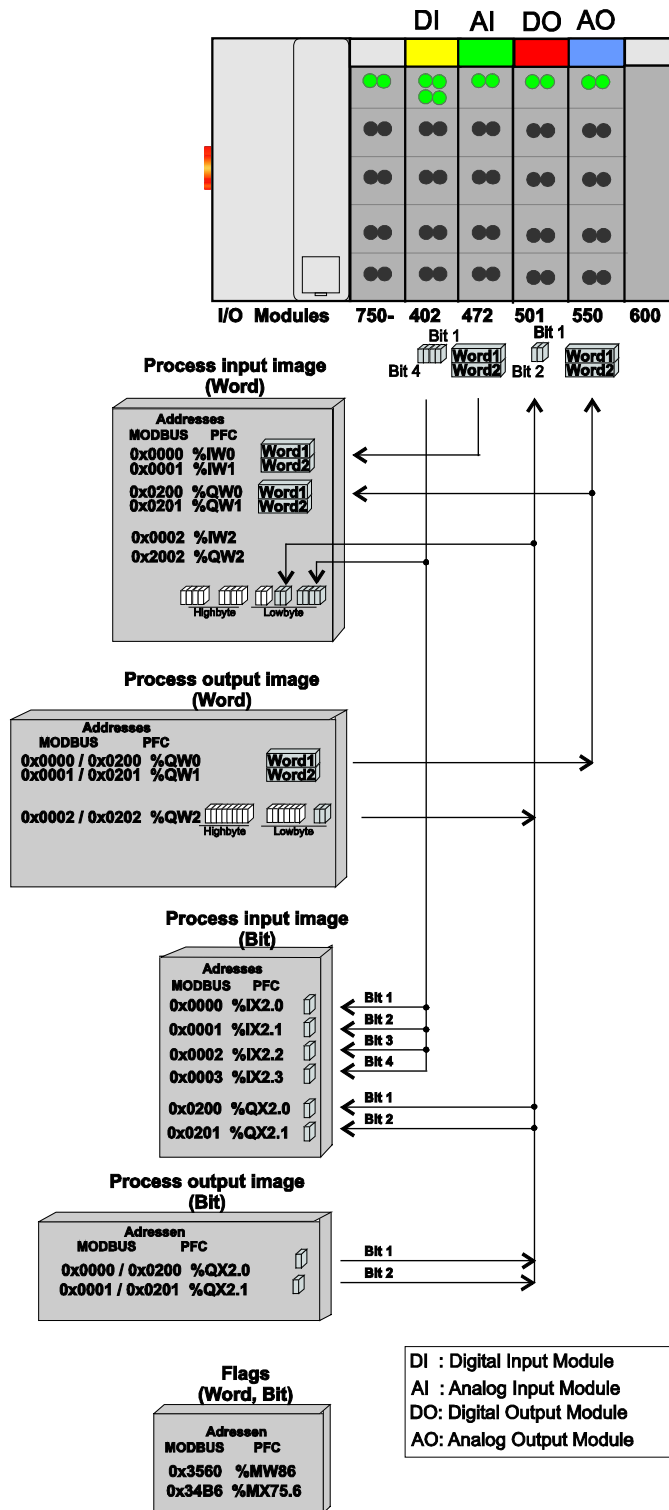 DI AI DO AO
I/O Modules 750- 402 472 501 550 600
Bit 1 Bit 1
Bit 4 Word1 Bit 2 Word1
Word2 Word2
Process input image
(Word)
Addresses
MODBUS PFC
0x0000 %IW0 Word1
0x0001 %IW1 Word2
0x0200 %QW0 Word1
0x0201 %QW1 Word2
0x0002 %IW2
0x2002 %QW2
Highbyte Lowbyte
Process output image
(Word)
Addresses
MODBUS PFC
0x0000 / 0x0200 %QW0 Word1
0x0001 / 0x0201 %QW1 Word2
0x0002 / 0x0202 %QW2
Highbyte Lowbyte
Process input image
(Bit)
Adresses
MODBUS PFC
0x0000 %IX2.0 Bit 1
0x0001 %IX2.1 Bit 2
0x0002 %IX2.2 Bit 3
0x0003 %IX2.3 Bit 4
0x0200 %QX2.0 Bit 1
0x0201 %QX2.1 Bit 2
Process output image
(Bit)
Adressen
MODBUS PFC
0x0000 / 0x0200 %QX2.0 Bit 1
0x0001 / 0x0201 %QX2.1 Bit 2
Flags
(Word, Bit)
Adressen
MODBUS PFC
0x3560 %MW86
0x34B6 %MX75.6
DI : Digital Input Module
AI : Analog Input Module
DO: Digital Output Module
AO: Analog Output Module